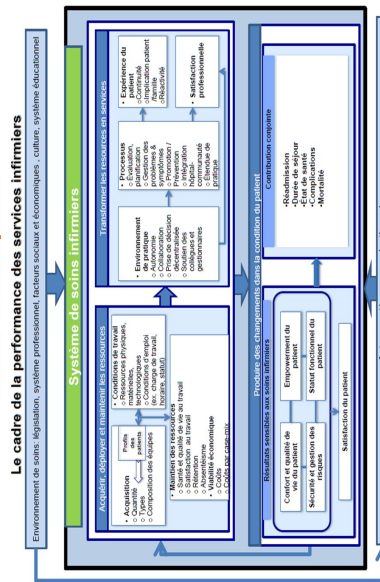 Le cadre de la performance des services infirmiers
Environnement de soins: législation, système professionnel, facteurs sociaux et économiques , culture, système éducationnel
Système de soins infirmiers
Acquérir, déployer et maintenir les ressources
• Acquisition
○ Quantité
○ Types
○ Composition des équipes
Profils
des
patients
• Conditions de travail
○ Ressources physiques,
matérielles,
technologiques
○ Conditions d'emploi
(ex. charge de travail,
horaire, statut)
• Maintien des ressources
○ Santé et qualité de vie au travail
○ Satisfaction au travail
○ Rétention
○ Absentéisme
• Viabilité économique
○ Coûts
○ Coûts par case-mix
Transformer les resources en services
• Environnement
de pratique
○ Autonomie
○ Collaboration
○ Prise de décision
décentralisée
○ Soutien des
collègues et
gestionnaires
• Processus
○ Évaluation,
planification
○ Gestion des
problèmes &
symptômes
○ Promotion /
Prévention
○ Intégration
hôpital-
communauté
○ Étendue de
pratique
• Expérience du
patient
○ Continuité
○ Implication patient
/famille
○ Réactivité
• Satisfaction
professionnelle
Produire des changements dans la condition du patient
Résultats sensibles aux soins infirmiers
Confort et qualité de
vie du patient
Empowerment du
patient
Sécurité et gestion des
risques
Statut fonctionnel du
patient
Satisfaction du patient
Contribution conjointe
•Réadmission
•Durée de séjour
•État de santé
•Complications
•Mortalité